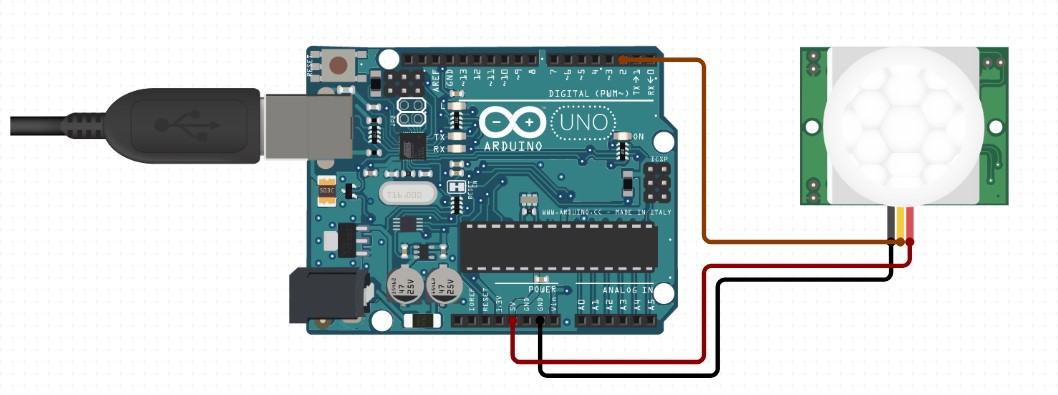 RESET
AREF
GND
~13
12
~11
~10
~9
8
7
~6
~5
4
~3
2
TX▸1
RX◂0
DIGITAL (PWM~)
L
TX
RX
UNO
ARDUINO
ON
ICSP
T16.000
RESET
WWW.ARDUINO.CC - MADE IN ITALY
47
25V
47
25V
POWER
ANALOG IN
IOREF
RESET
3.3V
5V
GND
GND
Vin
A0
A1
A2
A3
A4
A5